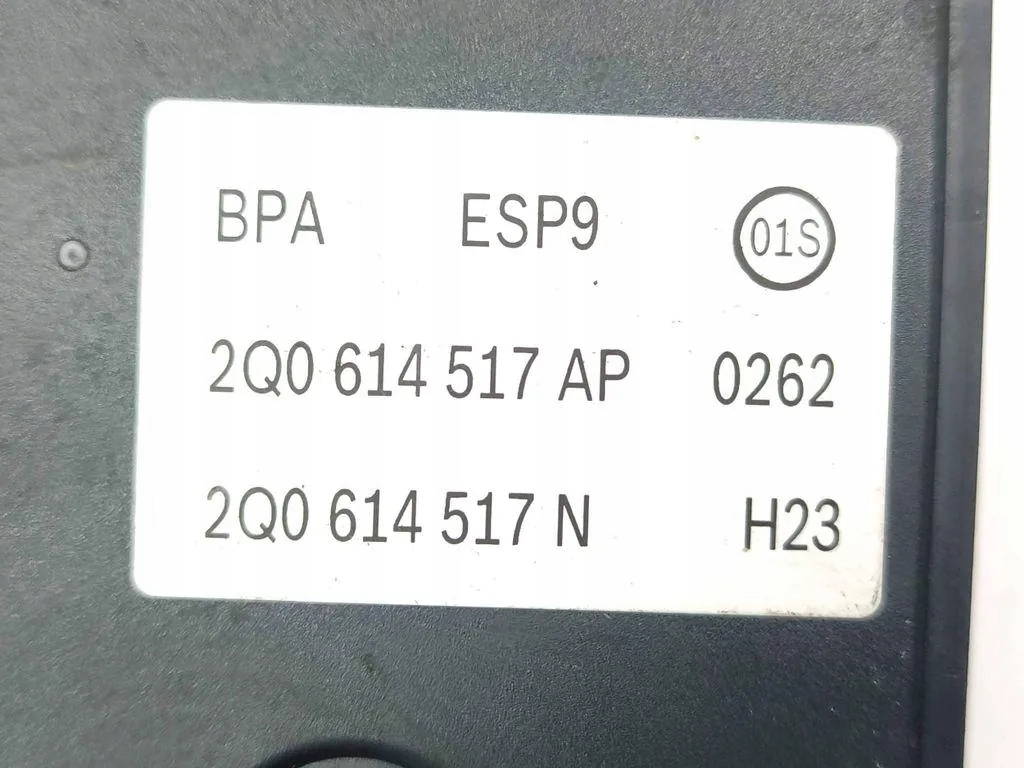 BPA ESP9 01S
2Q0 614 517 AP 0262
2Q0 614 517 N H23